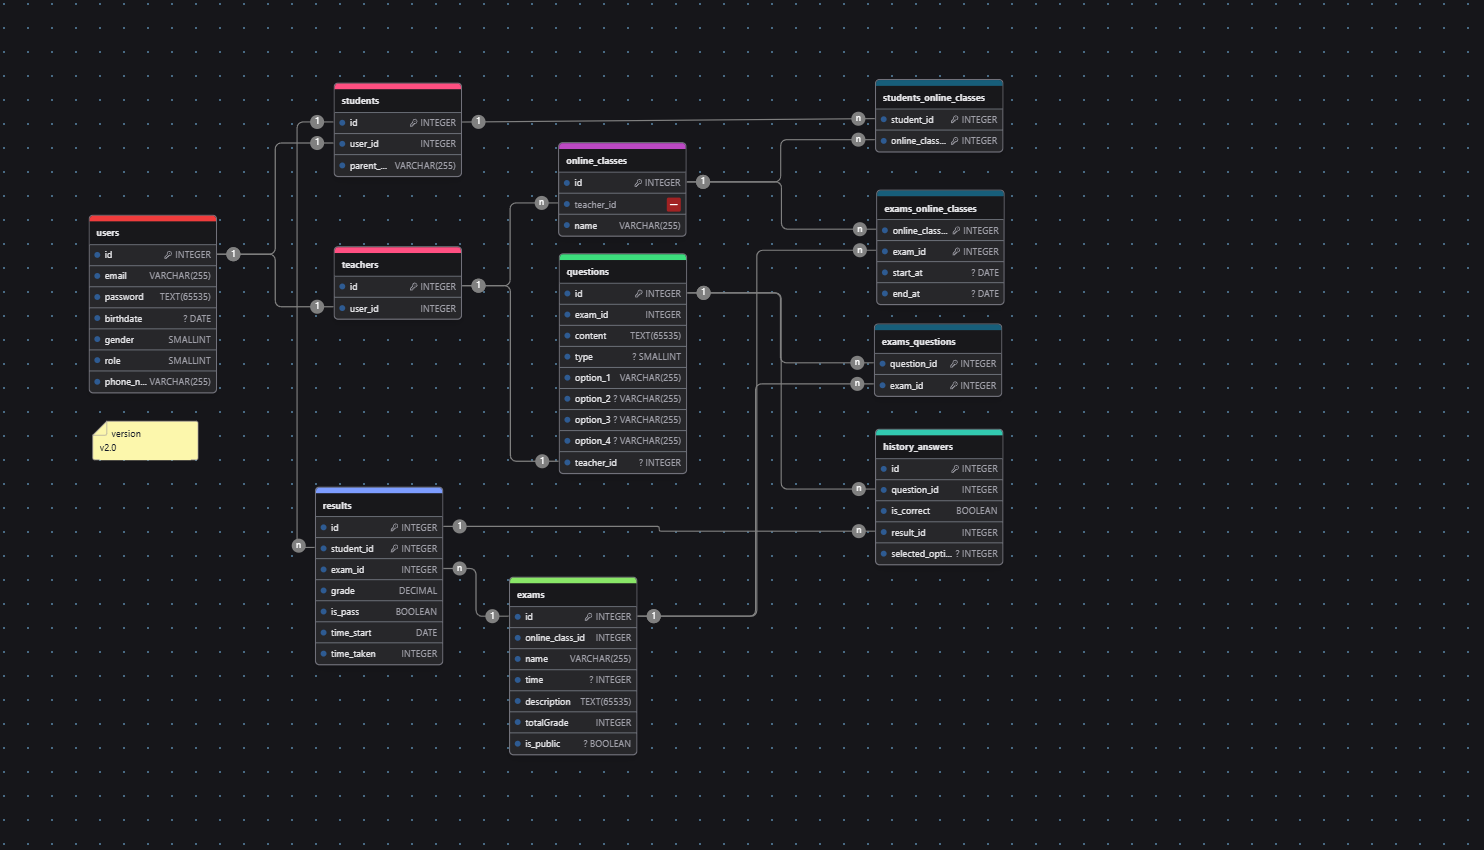 students
id INTEGER
user_id INTEGER
parent_... VARCHAR(255)
1
1
1
students_online_classes
student_id INTEGER
online_class... INTEGER
n
n
online_classes
id INTEGER
teacher_id
name VARCHAR(255)
n
1
exams_online_classes
online_class... INTEGER
exam_id INTEGER
start_at ? DATE
end_at ? DATE
n
n
users
id INTEGER
email VARCHAR(255)
password TEXT(65535)
birthdate ? DATE
gender SMALLINT
role SMALLINT
phone_n... VARCHAR(255)
1
teachers
id INTEGER
user_id INTEGER
1
1
questions
id INTEGER
exam_id INTEGER
content TEXT(65535)
type ? SMALLINT
option_1 VARCHAR(255)
option_2 ? VARCHAR(255)
option_3 ? VARCHAR(255)
option_4 ? VARCHAR(255)
teacher_id ? INTEGER
1
1
exams_questions
question_id INTEGER
exam_id INTEGER
n
n
version
v2.0
history_answers
id INTEGER
question_id INTEGER
is_correct BOOLEAN
result_id INTEGER
selected_opti... ? INTEGER
n
n
results
id INTEGER
student_id INTEGER
exam_id INTEGER
grade DECIMAL
is_pass BOOLEAN
time_start DATE
time_taken INTEGER
1
n
n
exams
id INTEGER
online_class_id INTEGER
name VARCHAR(255)
time ? INTEGER
description TEXT(65535)
totalGrade INTEGER
is_public ? BOOLEAN
1
1